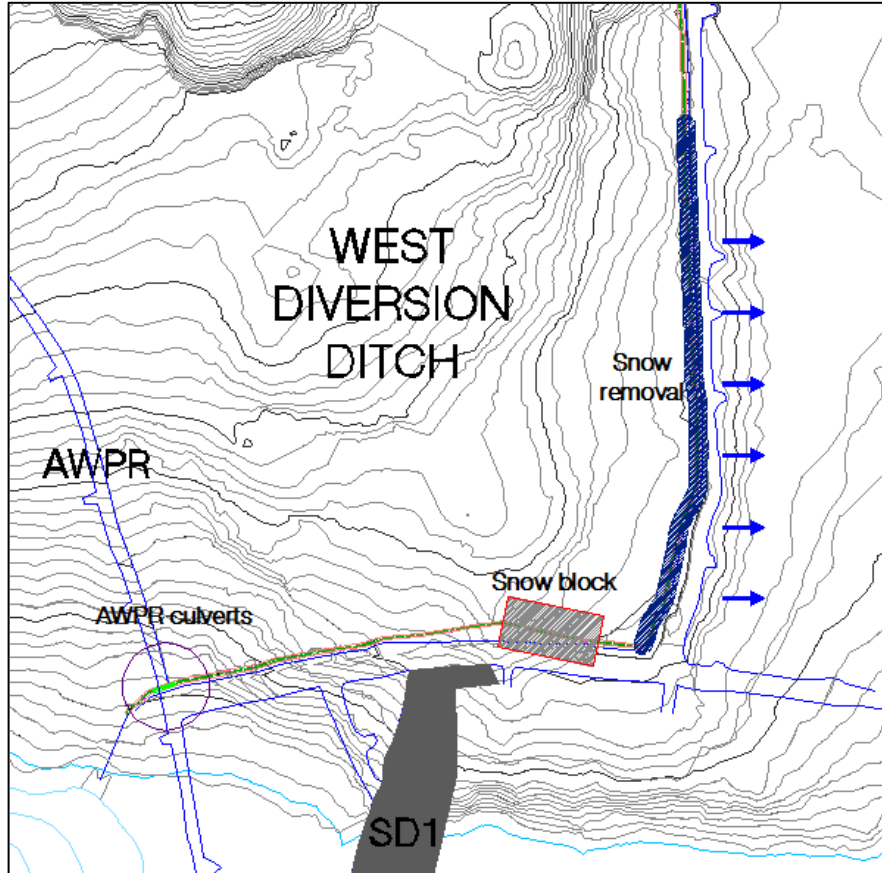 WEST
DIVERSION
DITCH
Snow
removal
AWPR
Snow block
AWPR culverts
SD1